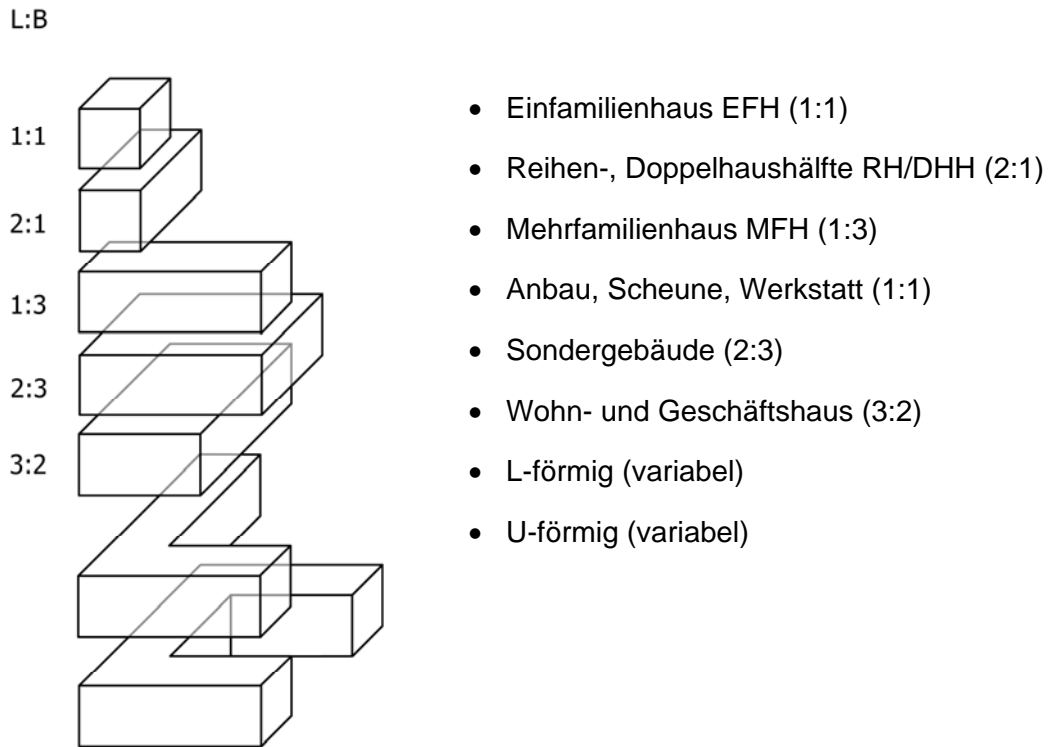 L:B
1:1
2:1
1:3
2:3
3:2
• Einfamilienhaus EFH (1:1)
• Reihen-, Doppelhaushälfte RH/DHH (2:1)
• Mehrfamilienhaus MFH (1:3)
• Anbau, Scheune, Werkstatt (1:1)
• Sondergebäude (2:3)
• Wohn- und Geschäftshaus (3:2)
• L-förmig (variabel)
• U-förmig (variabel)